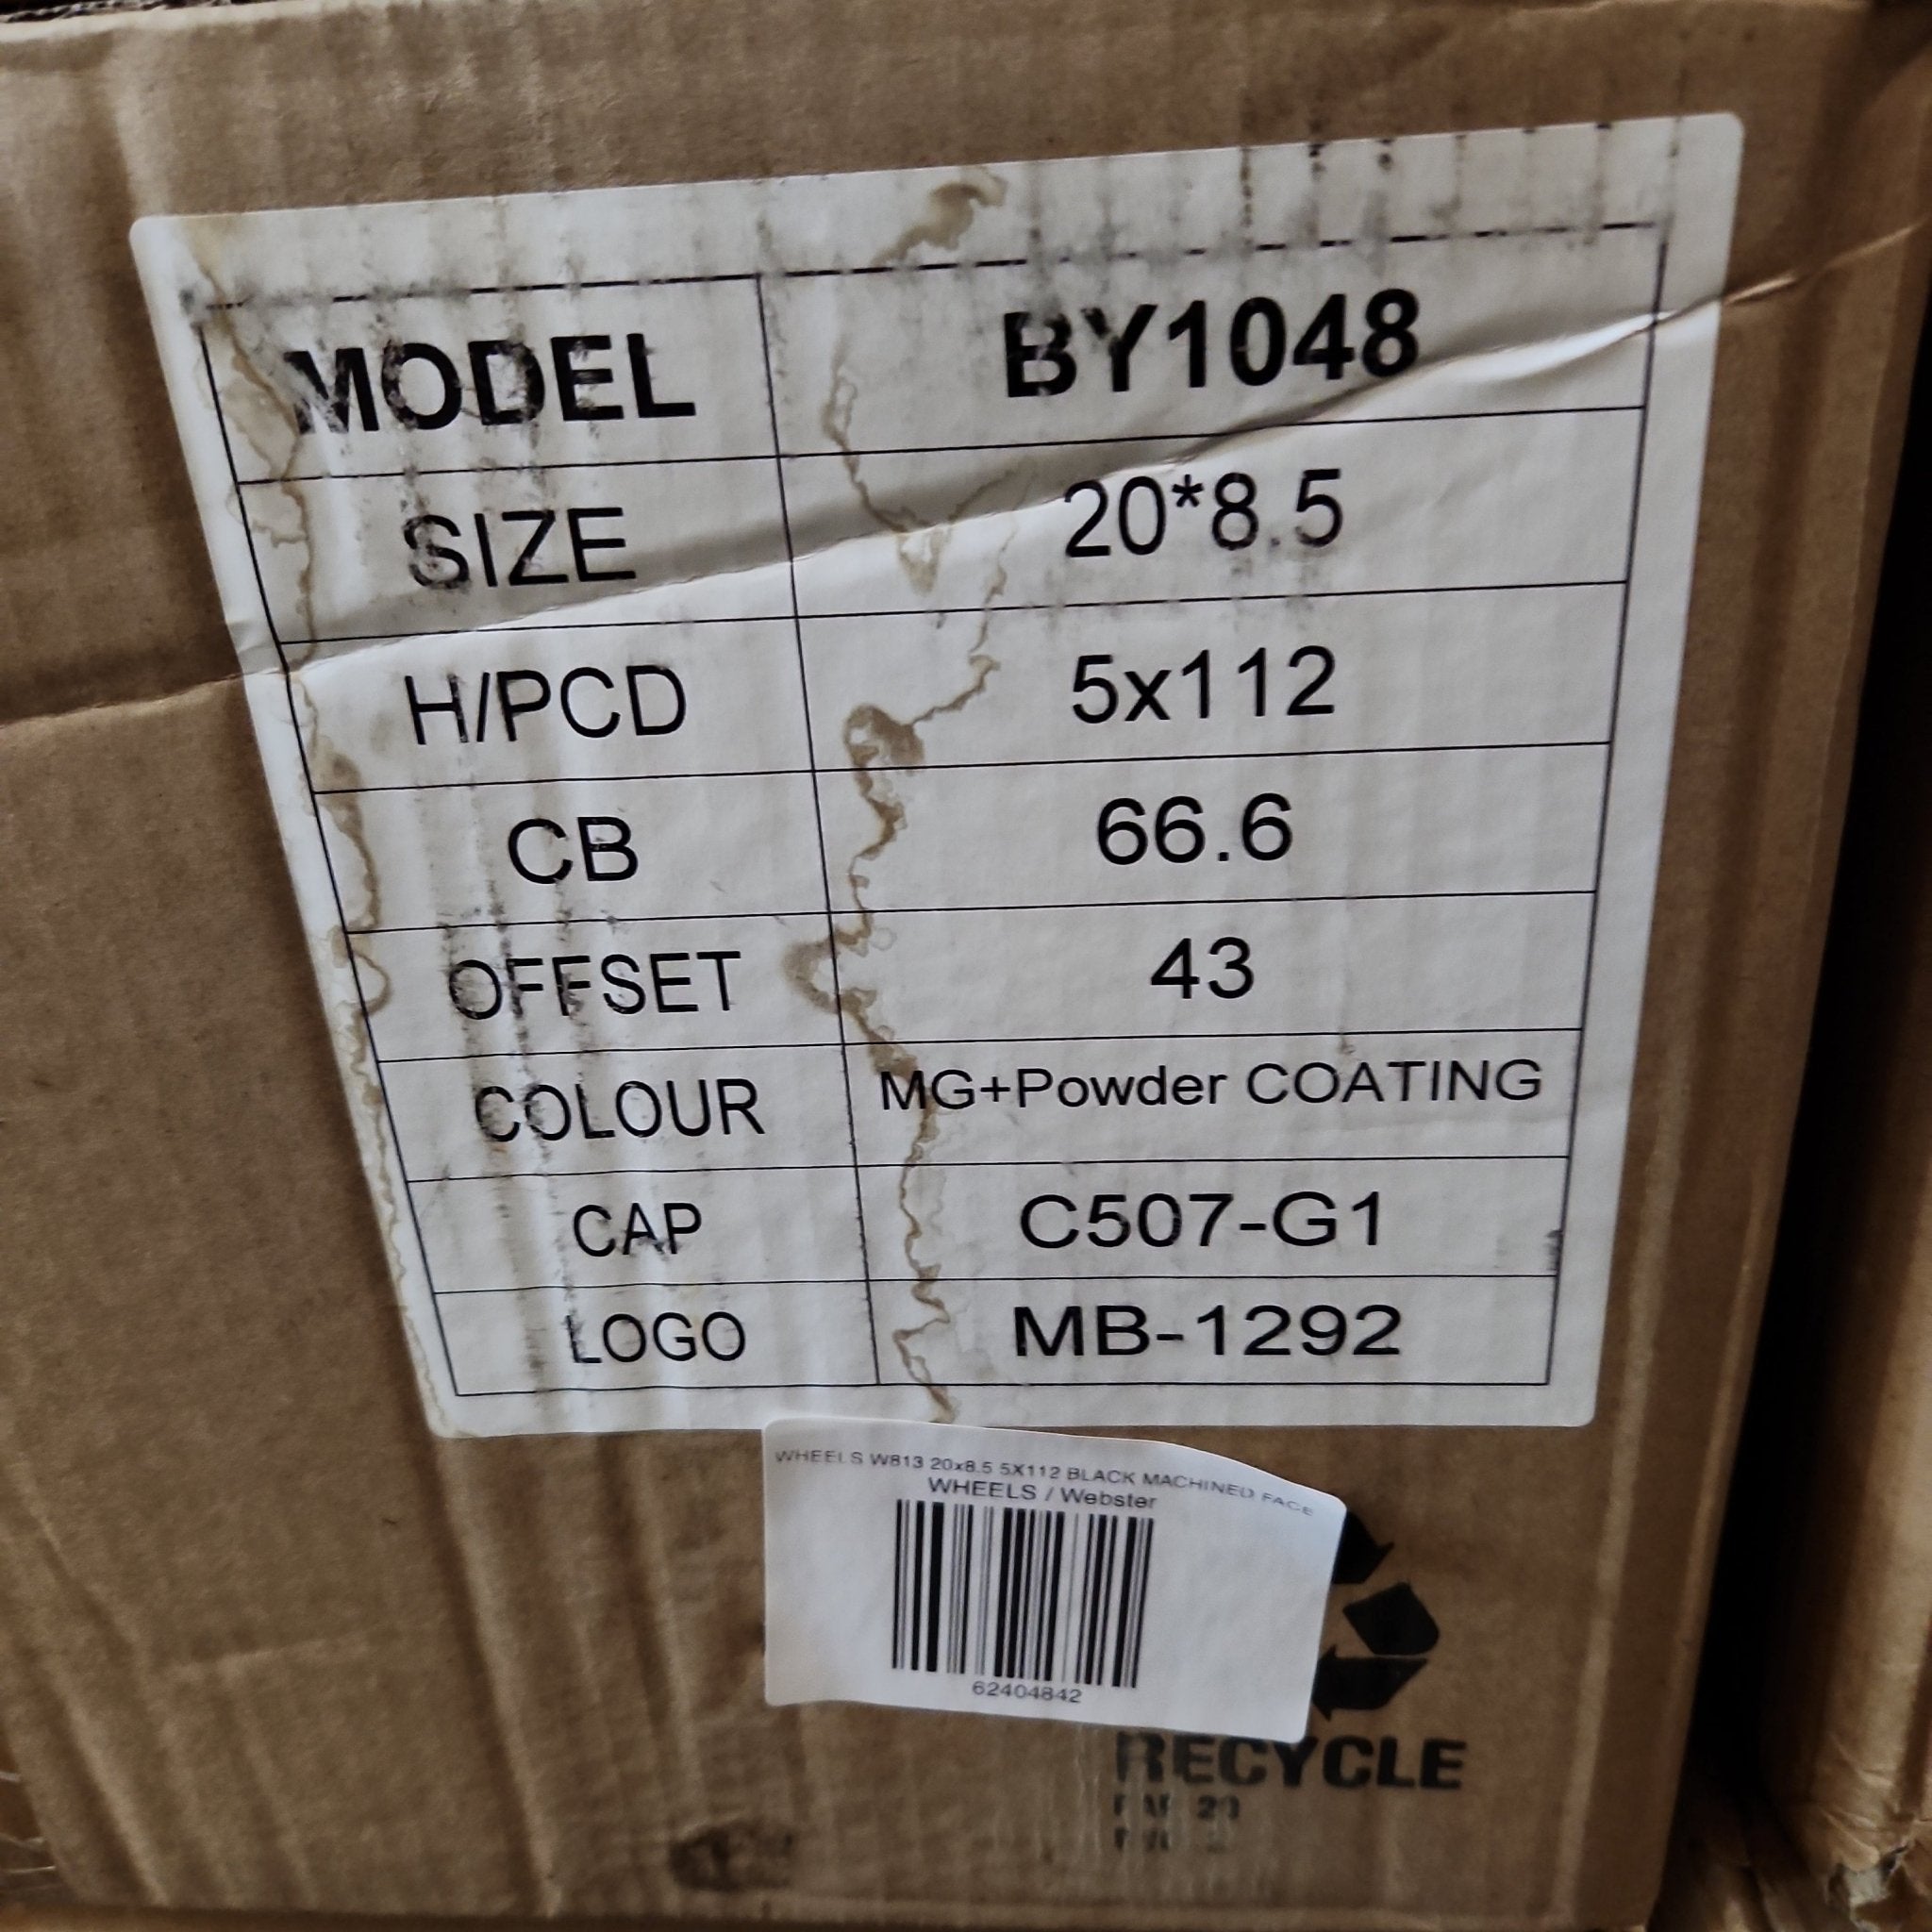 MODEL BY1048
SIZE 20*8.5
H/PCD 5x112
CB 66.6
OFFSET 43
COLOUR MG+Powder COATING
CAP C507-G1
LOGO MB-1292
WHEELS W813 20x8.5 5X112 BLACK MACHINED FACE
WHEELS / Webster
62404842
RECYCLE
20